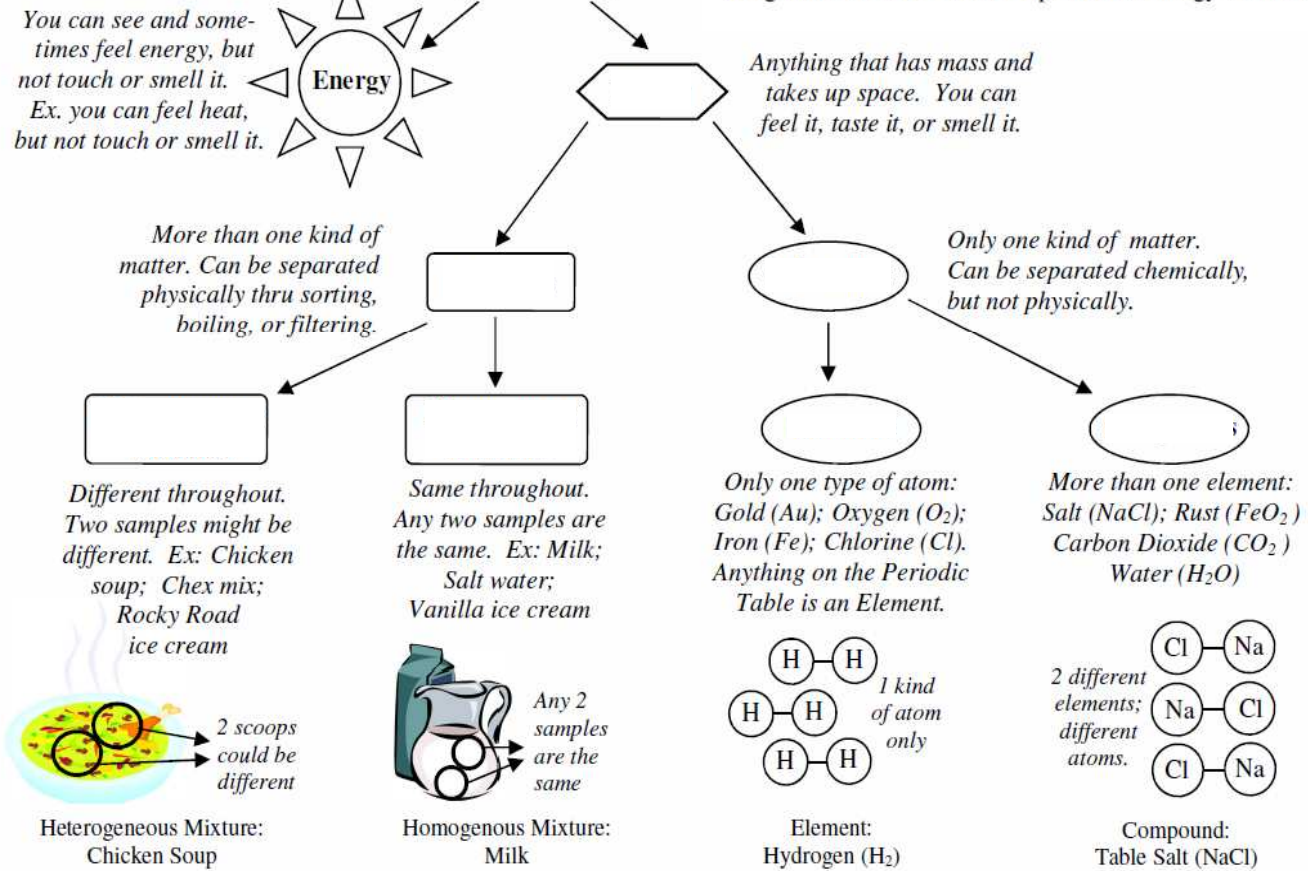 You can see and some-
times feel energy, but
not touch or smell it.
Ex. you can feel heat,
but not touch or smell it.
Energy
Anything that has mass and
takes up space. You can
feel it, taste it, or smell it.
More than one kind of
matter. Can be separated
physically thru sorting,
boiling, or filtering.
Only one kind of matter.
Can be separated chemically,
but not physically.
Different throughout.
Two samples might be
different. Ex: Chicken
soup; Chex mix;
Rocky Road
ice cream
Same throughout.
Any two samples are
the same. Ex: Milk;
Salt water;
Vanilla ice cream
Only one type of atom:
Gold (Au); Oxygen (O₂);
Iron (Fe); Chlorine (Cl).
Anything on the Periodic
Table is an Element.
More than one element:
Salt (NaCl); Rust (FeO₂ )
Carbon Dioxide (CO₂ )
Water (H₂O)
2 scoops
could be
different
Any 2
samples
are the
same
H H
H H
H H
1 kind
of atom
only
2 different
elements;
different
atoms.
Cl Na
Na Cl
Cl Na
Heterogeneous Mixture:
Chicken Soup
Homogenous Mixture:
Milk
Element:
Hydrogen (H₂)
Compound:
Table Salt (NaCl)